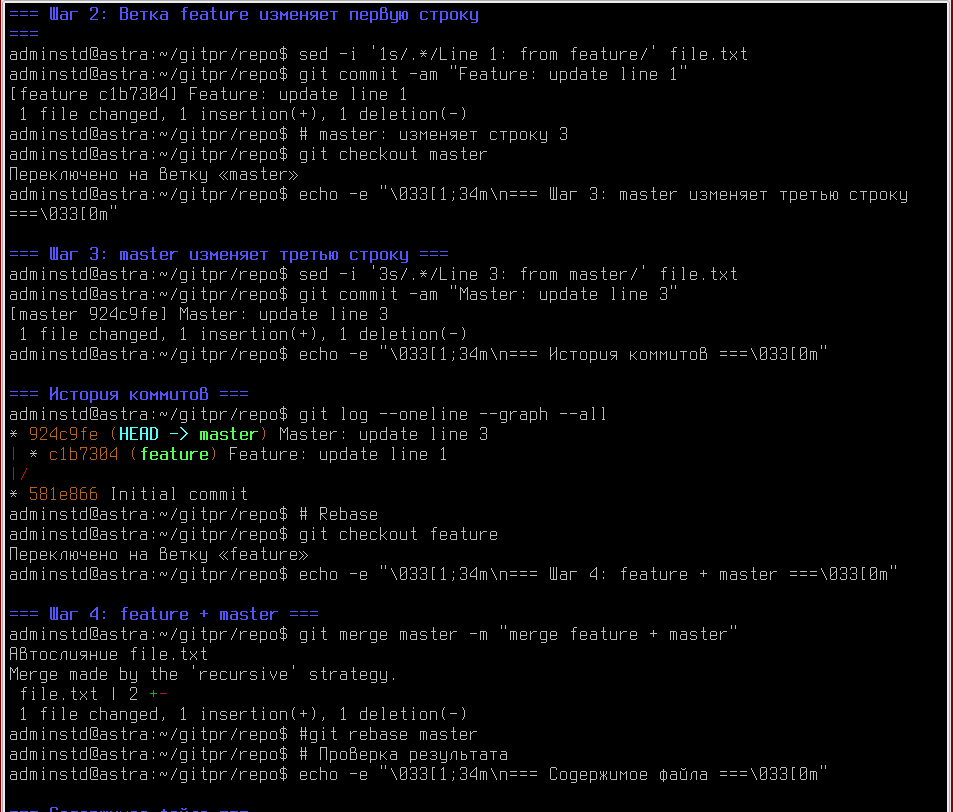 === Шаг 2: Ветка feature изменяет первую строку
===
adminstd@astra:~/gitpr/repo$ sed -i '1s/.*/Line 1: from feature/' file.txt
adminstd@astra:~/gitpr/repo$ git commit -am "Feature: update line 1"
[feature c1b7304] Feature: update line 1
 1 file changed, 1 insertion(+), 1 deletion(-)
adminstd@astra:~/gitpr/repo$ # master: изменяет строку 3
adminstd@astra:~/gitpr/repo$ git checkout master
Переключено на ветку «master»
adminstd@astra:~/gitpr/repo$ echo -e "\033[1;34m\n=== Шаг 3: master изменяет третью строку
===\033[0m"
=== Шаг 3: master изменяет третью строку ===
adminstd@astra:~/gitpr/repo$ sed -i '3s/.*/Line 3: from master/' file.txt
adminstd@astra:~/gitpr/repo$ git commit -am "Master: update line 3"
[master 924c9fe] Master: update line 3
 1 file changed, 1 insertion(+), 1 deletion(-)
adminstd@astra:~/gitpr/repo$ echo -e "\033[1;34m\n=== История коммитов ===\033[0m"
=== История коммитов ===
adminstd@astra:~/gitpr/repo$ git log --oneline --graph --all
* 924c9fe (HEAD -> master) Master: update line 3
| * c1b7304 (feature) Feature: update line 1
|/
* 581e866 Initial commit
adminstd@astra:~/gitpr/repo$ # Rebase
adminstd@astra:~/gitpr/repo$ git checkout feature
Переключено на ветку «feature»
adminstd@astra:~/gitpr/repo$ echo -e "\033[1;34m\n=== Шаг 4: feature + master ===\033[0m"
=== Шаг 4: feature + master ===
adminstd@astra:~/gitpr/repo$ git merge master -m "merge feature + master"
Автослияние file.txt
Merge made by the 'recursive' strategy.
 file.txt | 2 +-
 1 file changed, 1 insertion(+), 1 deletion(-)
adminstd@astra:~/gitpr/repo$ #git rebase master
adminstd@astra:~/gitpr/repo$ # Проверка результата
adminstd@astra:~/gitpr/repo$ echo -e "\033[1;34m\n=== Содержимое файла ===\033[0m"
=== Содержимое файла ===